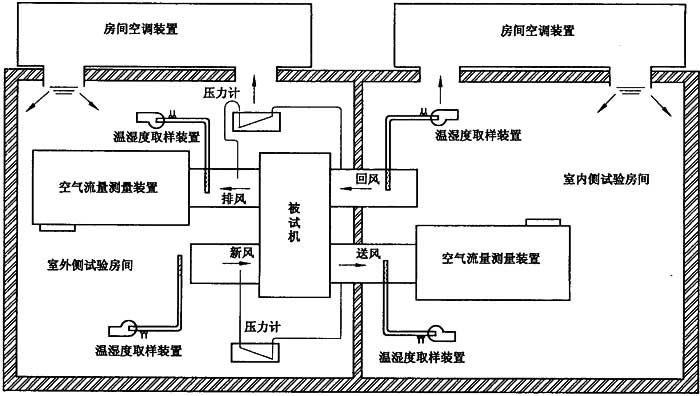 房间空调装置
房间空调装置
压力计
温湿度取样装置
温湿度取样装置
空气流量测量装置
排风
被试机
回风
室内侧试验房间
新风
送风
室外侧试验房间
空气流量测量装置
压力计
温湿度取样装置
温湿度取样装置